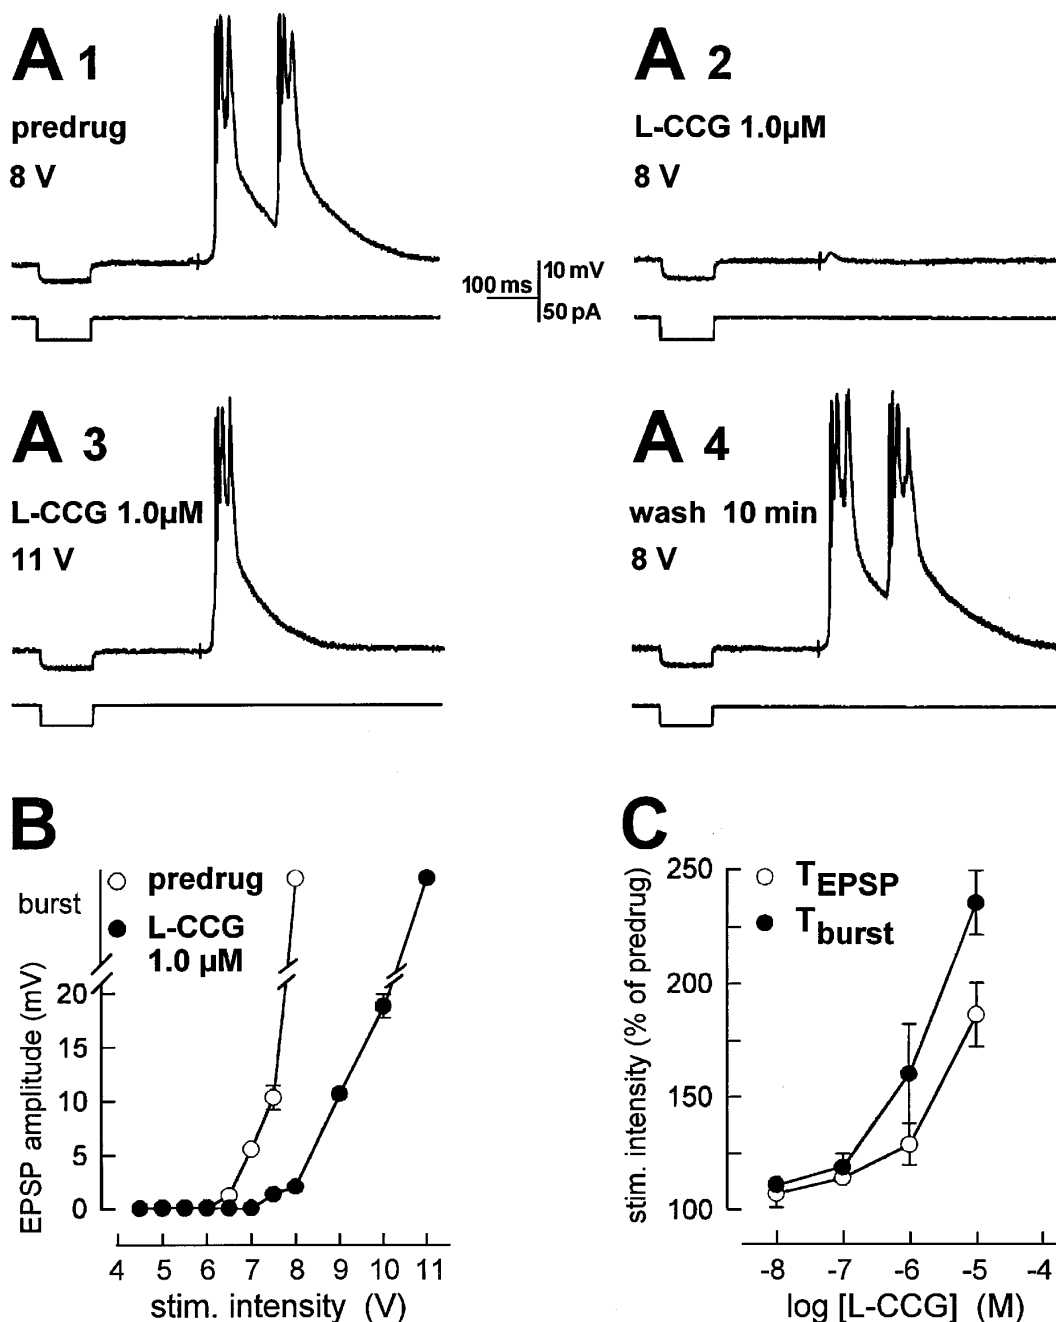 A 1
predrug
8 V
A 2
L-CCG 1.0µM
8 V
100 ms
10 mV
50 pA
A 3
L-CCG 1.0µM
11 V
A 4
wash 10 min
8 V
B
burst
predrug
L-CCG
1.0 µM
EPSP amplitude (mV)
20
15
10
5
0
4 5 6 7 8 9 10 11
stim. intensity (V)
C
stim. intensity (% of predrug)
250
200
150
100
TEPSP
Tburst
-8 -7 -6 -5 -4
log [L-CCG] (M)